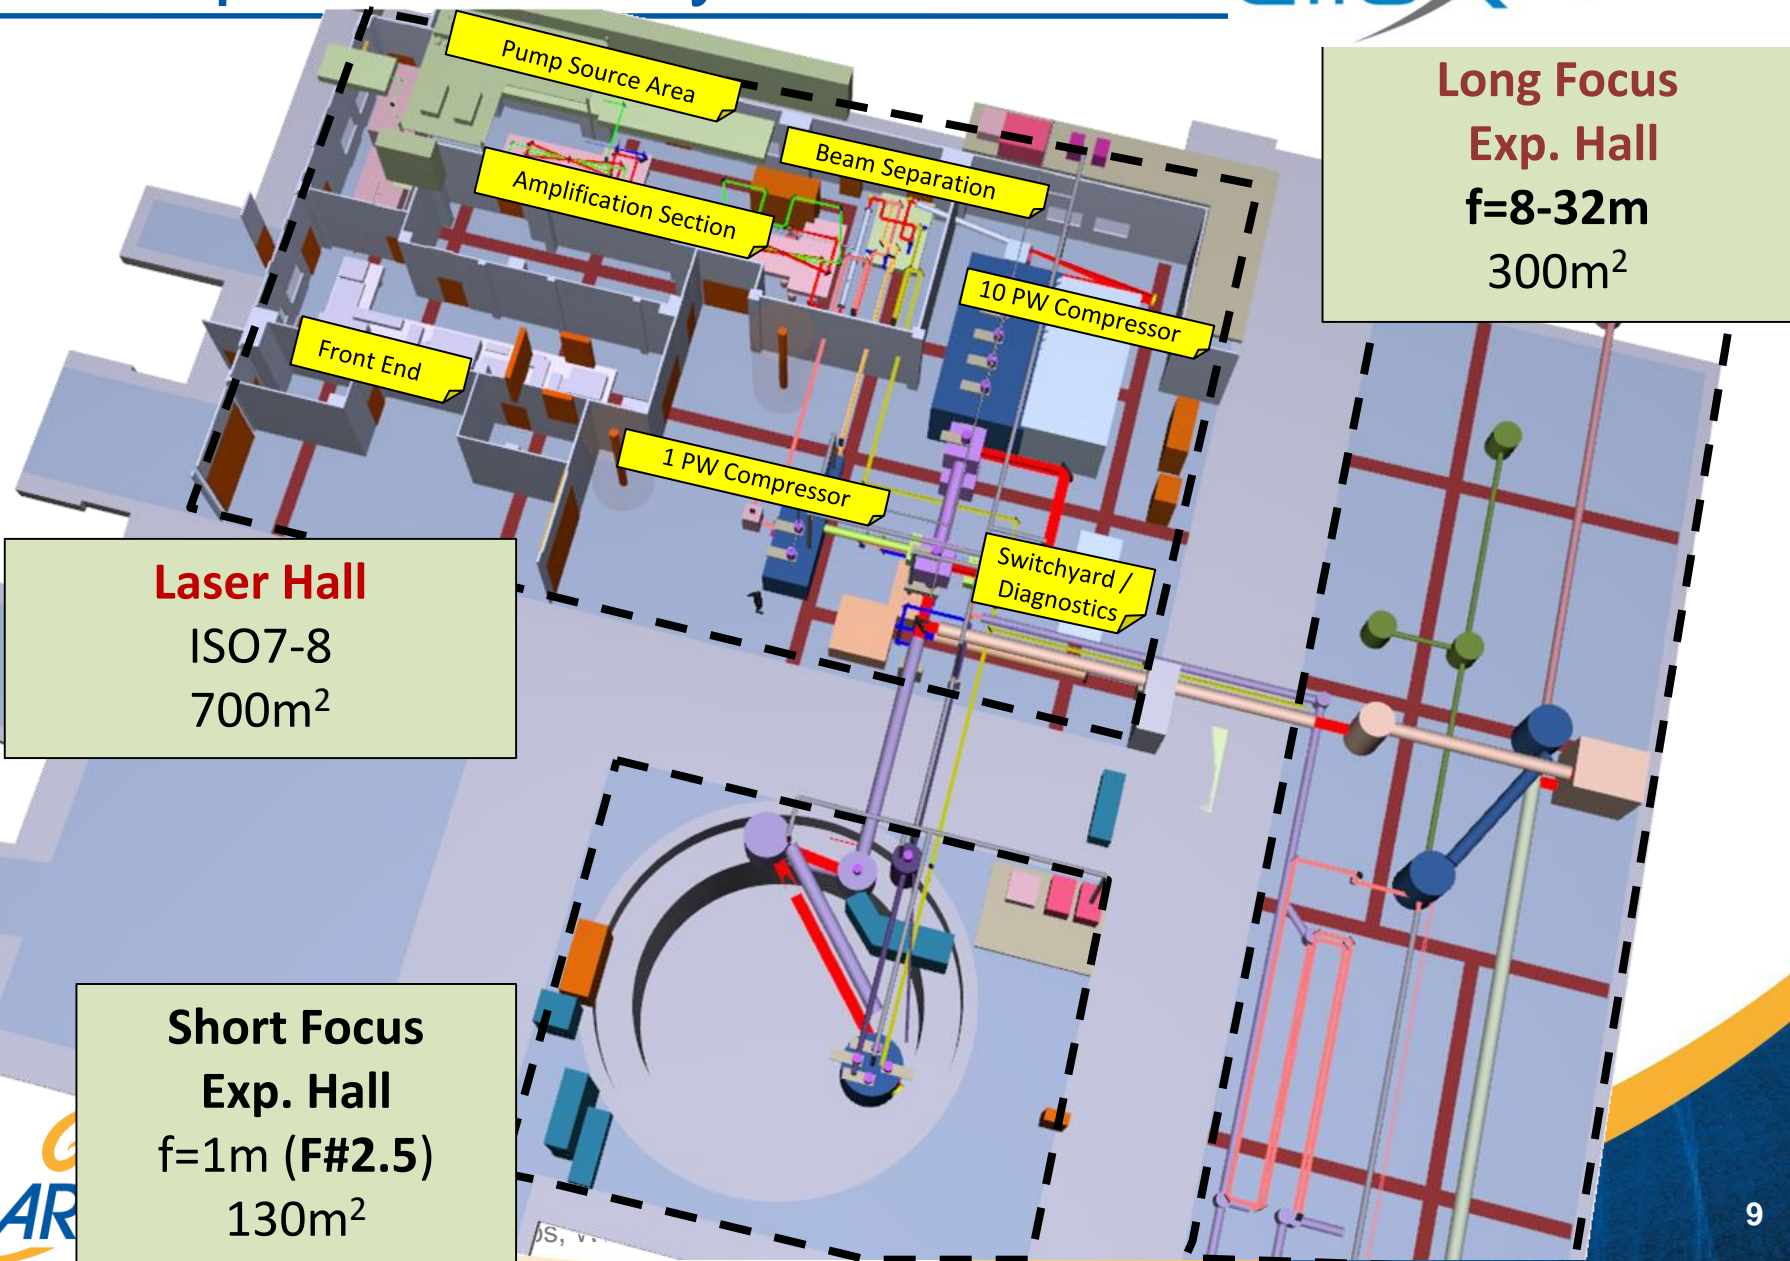 Long Focus
Exp. Hall
f=8-32m
300m²
Pump Source Area
Beam Separation
Amplification Section
10 PW Compressor
Front End
1 PW Compressor
Switchyard /
Diagnostics
Laser Hall
ISO7-8
700m²
Short Focus
Exp. Hall
f=1m (F#2.5)
130m²
AR
9